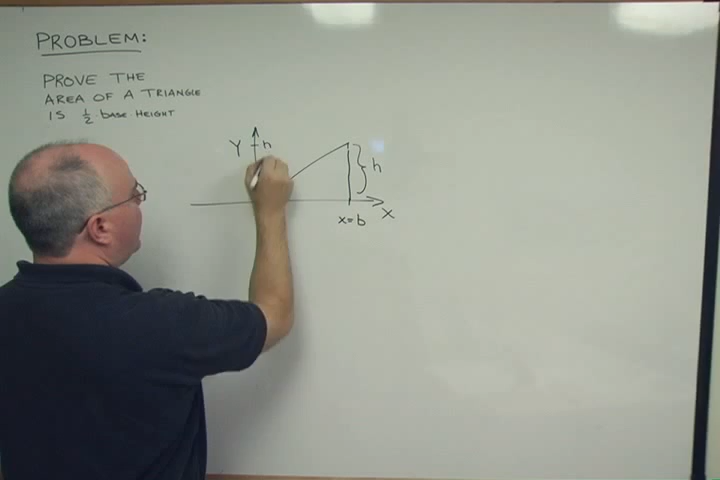 PROBLEM:
PROVE THE
AREA OF A TRIANGLE
IS 1/2 · BASE · HEIGHT
Y
h
h
X
x=b